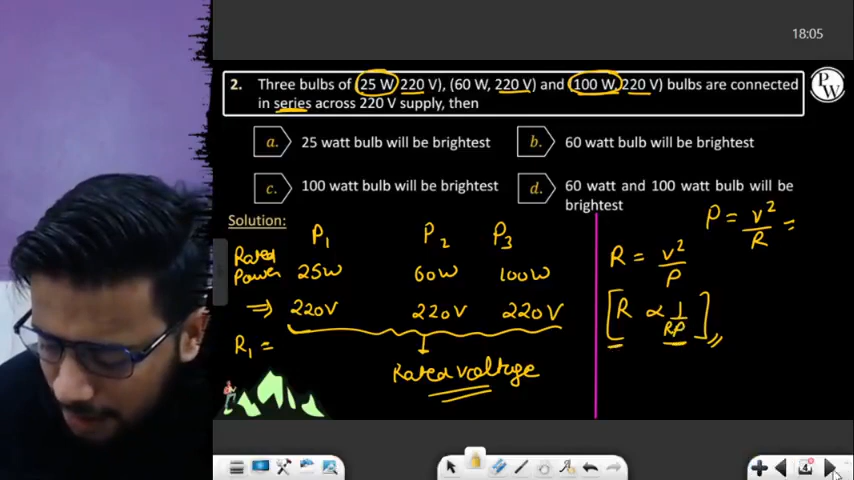 18:05
2. Three bulbs of (25 W, 220 V), (60 W, 220 V) and (100 W, 220 V) bulbs are connected
in series across 220 V supply, then
PW
a. 25 watt bulb will be brightest
b. 60 watt bulb will be brightest
c. 100 watt bulb will be brightest
d. 60 watt and 100 watt bulb will be
brightest
Solution:
P1 P2 P3
Rated
Power 25W 60W 100W
⇒ 220V 220V 220V
R1 =
Rated voltage
P = v²/R =
R = v²/P
[R ∝ 1/RP]
4